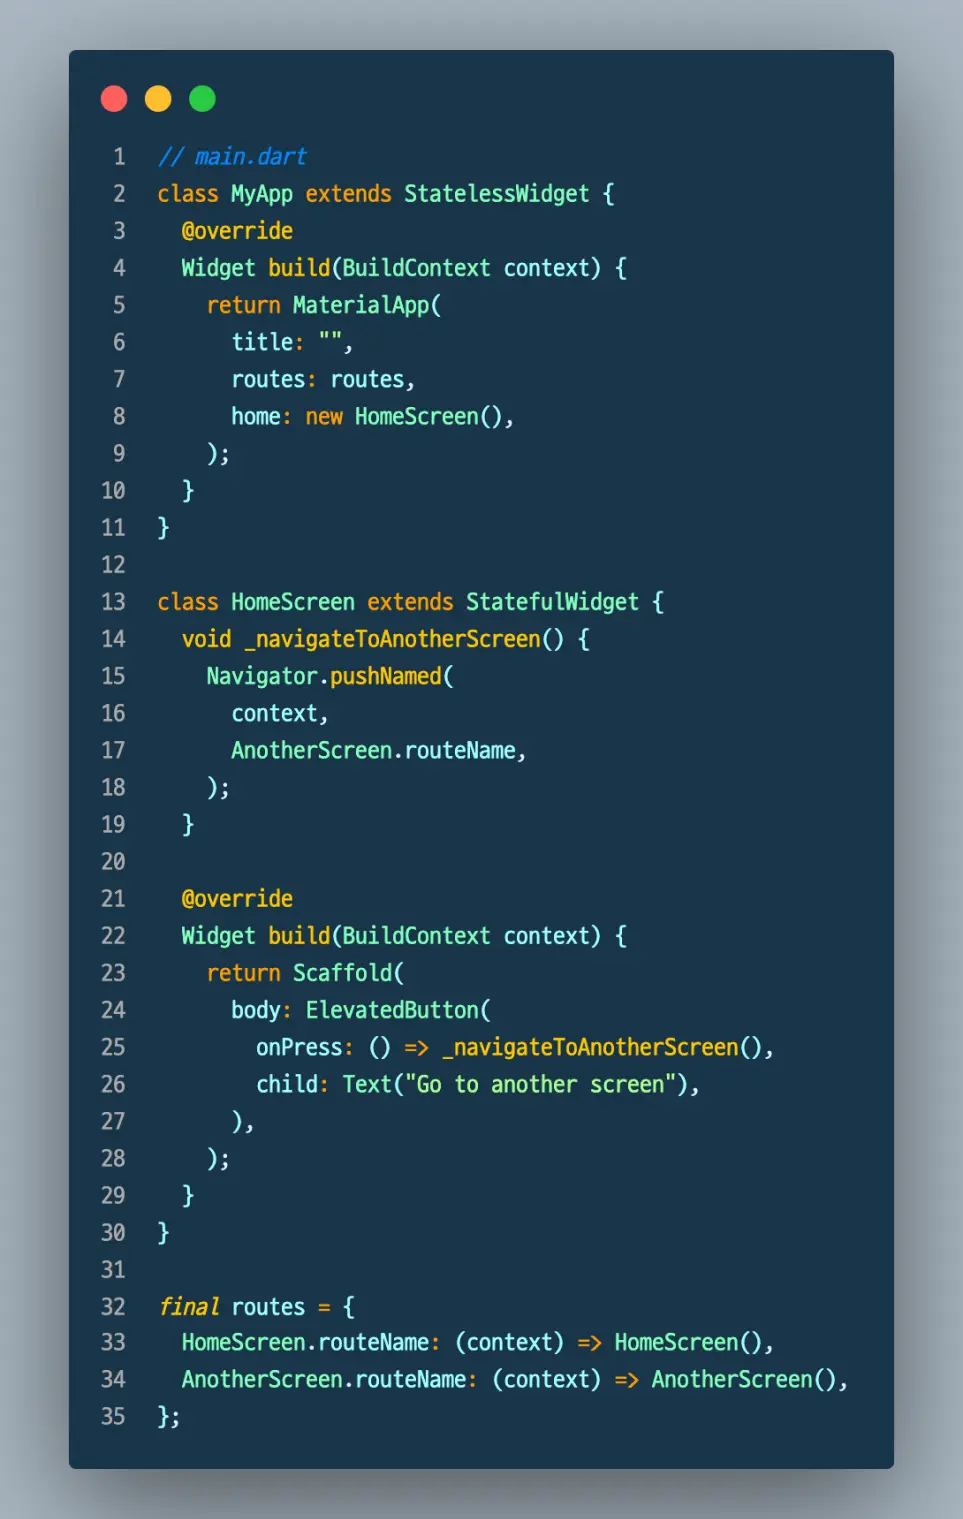 1 // main.dart
2 class MyApp extends StatelessWidget {
3   @override
4   Widget build(BuildContext context) {
5     return MaterialApp(
6       title: "",
7       routes: routes,
8       home: new HomeScreen(),
9     );
10   }
11 }
12
13 class HomeScreen extends StatefulWidget {
14   void _navigateToAnotherScreen() {
15     Navigator.pushNamed(
16       context,
17       AnotherScreen.routeName,
18     );
19   }
20
21   @override
22   Widget build(BuildContext context) {
23     return Scaffold(
24       body: ElevatedButton(
25         onPress: () => _navigateToAnotherScreen(),
26         child: Text("Go to another screen"),
27       ),
28     );
29   }
30 }
31
32 final routes = {
33   HomeScreen.routeName: (context) => HomeScreen(),
34   AnotherScreen.routeName: (context) => AnotherScreen(),
35 };